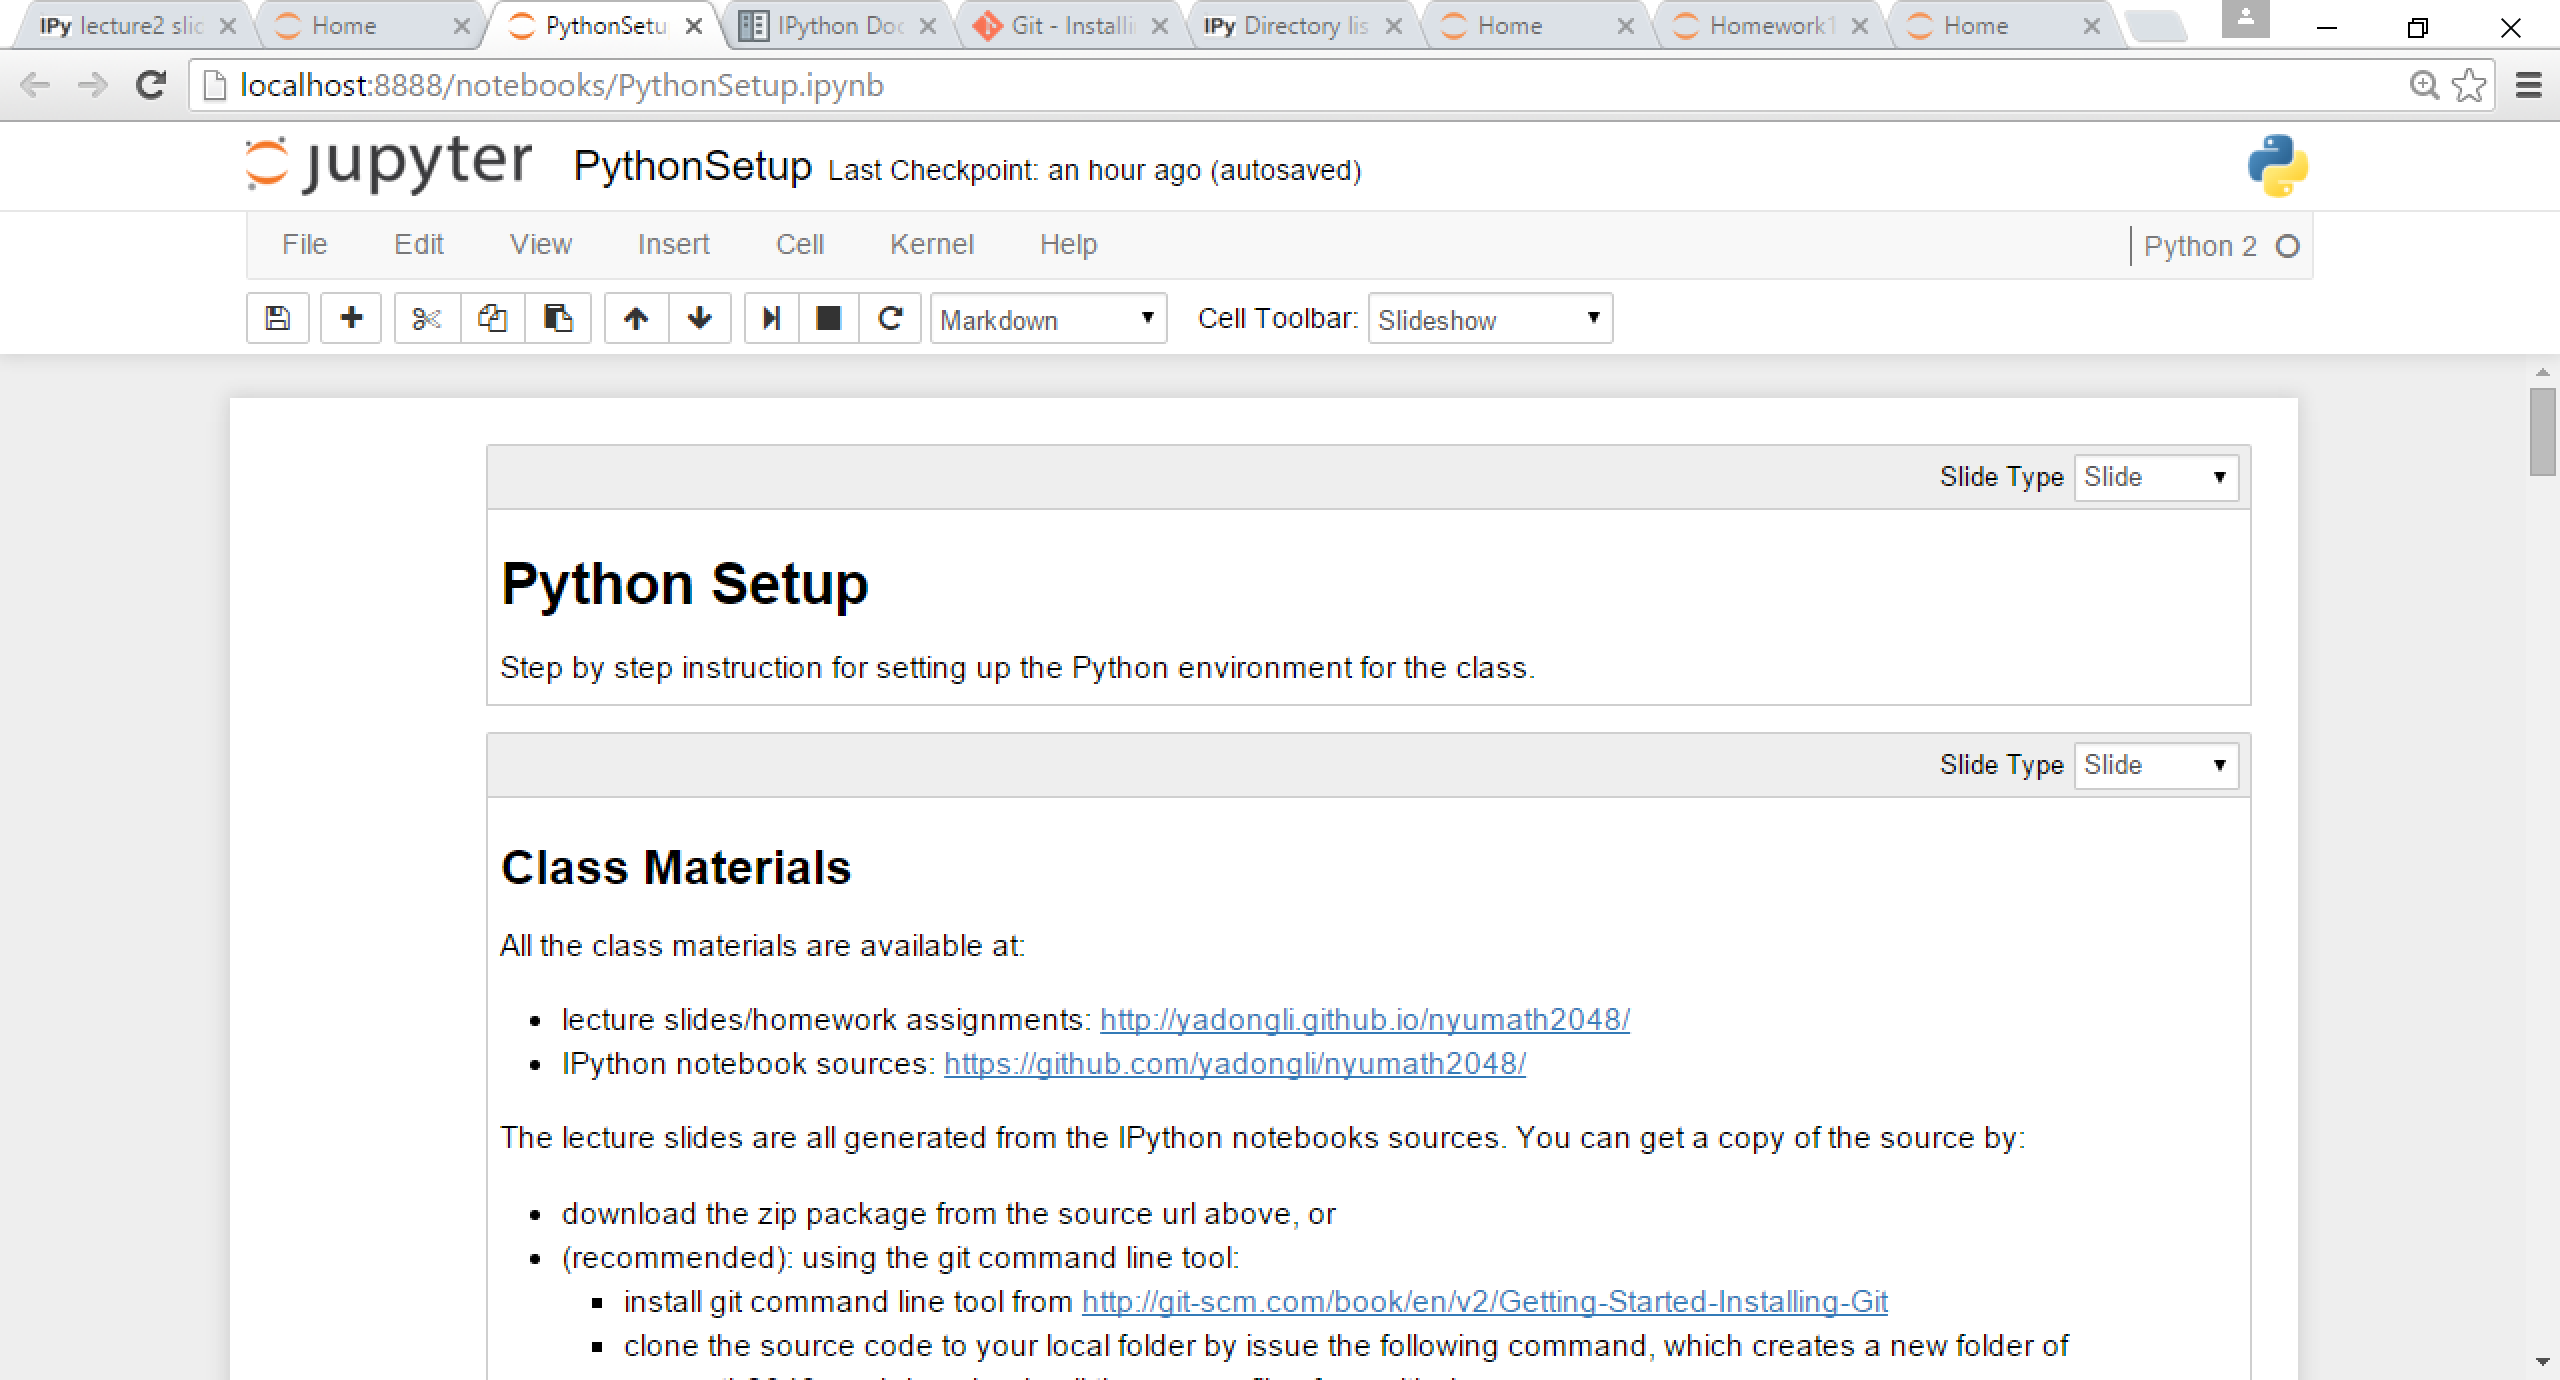 IPy lecture2 slid Home PythonSetu IPython Doc Git - Installi IPy Directory lis Home Homework1 Home
localhost:8888/notebooks/PythonSetup.ipynb
jupyter PythonSetup Last Checkpoint: an hour ago (autosaved)
File Edit View Insert Cell Kernel Help Python 2
Markdown Cell Toolbar: Slideshow
Slide Type Slide
Python Setup
Step by step instruction for setting up the Python environment for the class.
Slide Type Slide
Class Materials
All the class materials are available at:
lecture slides/homework assignments: http://yadongli.github.io/nyumath2048/
IPython notebook sources: https://github.com/yadongli/nyumath2048/
The lecture slides are all generated from the IPython notebooks sources. You can get a copy of the source by:
download the zip package from the source url above, or
(recommended): using the git command line tool:
install git command line tool from http://git-scm.com/book/en/v2/Getting-Started-Installing-Git
clone the source code to your local folder by issue the following command, which creates a new folder of